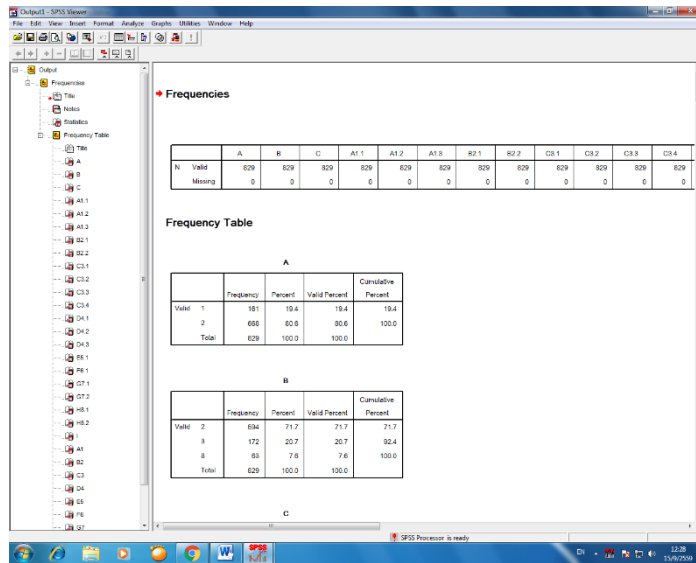 Output1 - SPSS Viewer
File Edit View Insert Format Analyze Graphs Utilities Window Help
Output
Frequencies
Title
Notes
Statistics
Frequency Table
Title
A
B
C
A1.1
A1.2
A1.3
B2.1
B2.2
C3.1
C3.2
C3.3
C3.4
D4.1
D4.2
D4.3
E5.1
F6.1
G7.1
G7.2
H8.1
H8.2
I
A1
B2
C3
D4
E5
F6
G7
Frequencies
A B C A1.1 A1.2 A1.3 B2.1 B2.2 C3.1 C3.2 C3.3 C3.4
N Valid 829 829 829 829 829 829 829 829 829 829 829 829
Missing 0 0 0 0 0 0 0 0 0 0 0 0
Frequency Table
A
Frequency Percent Valid Percent Cumulative Percent
Valid 1 161 19.4 19.4 19.4
2 668 80.6 80.6 100.0
Total 829 100.0 100.0
B
Frequency Percent Valid Percent Cumulative Percent
Valid 2 594 71.7 71.7 71.7
3 172 20.7 20.7 92.4
8 63 7.6 7.6 100.0
Total 829 100.0 100.0
C
SPSS Processor is ready
SPSS
EN
12:28
15/9/2559